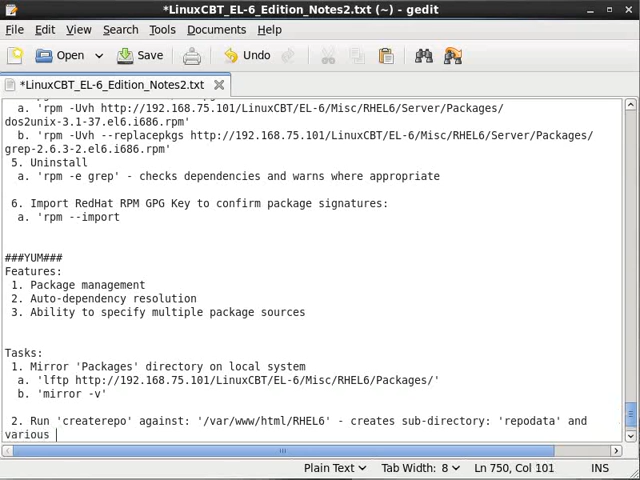 *LinuxCBT_EL-6_Edition_Notes2.txt (~) - gedit
File Edit View Search Tools Documents Help
Open Save Undo
*LinuxCBT_EL-6_Edition_Notes2.txt
a. 'rpm -Uvh http://192.168.75.101/LinuxCBT/EL-6/Misc/RHEL6/Server/Packages/
dos2unix-3.1-37.el6.i686.rpm'
b. 'rpm -Uvh --replacepkgs http://192.168.75.101/LinuxCBT/EL-6/Misc/RHEL6/Server/Packages/
grep-2.6.3-2.el6.i686.rpm'
5. Uninstall
a. 'rpm -e grep' - checks dependencies and warns where appropriate
6. Import RedHat RPM GPG Key to confirm package signatures:
a. 'rpm --import
###YUM###
Features:
1. Package management
2. Auto-dependency resolution
3. Ability to specify multiple package sources
Tasks:
1. Mirror 'Packages' directory on local system
a. 'lftp http://192.168.75.101/LinuxCBT/EL-6/Misc/RHEL6/Packages/'
b. 'mirror -v'
2. Run 'createrepo' against: '/var/www/html/RHEL6' - creates sub-directory: 'repodata' and
various
Plain Text Tab Width: 8 Ln 750, Col 101 INS